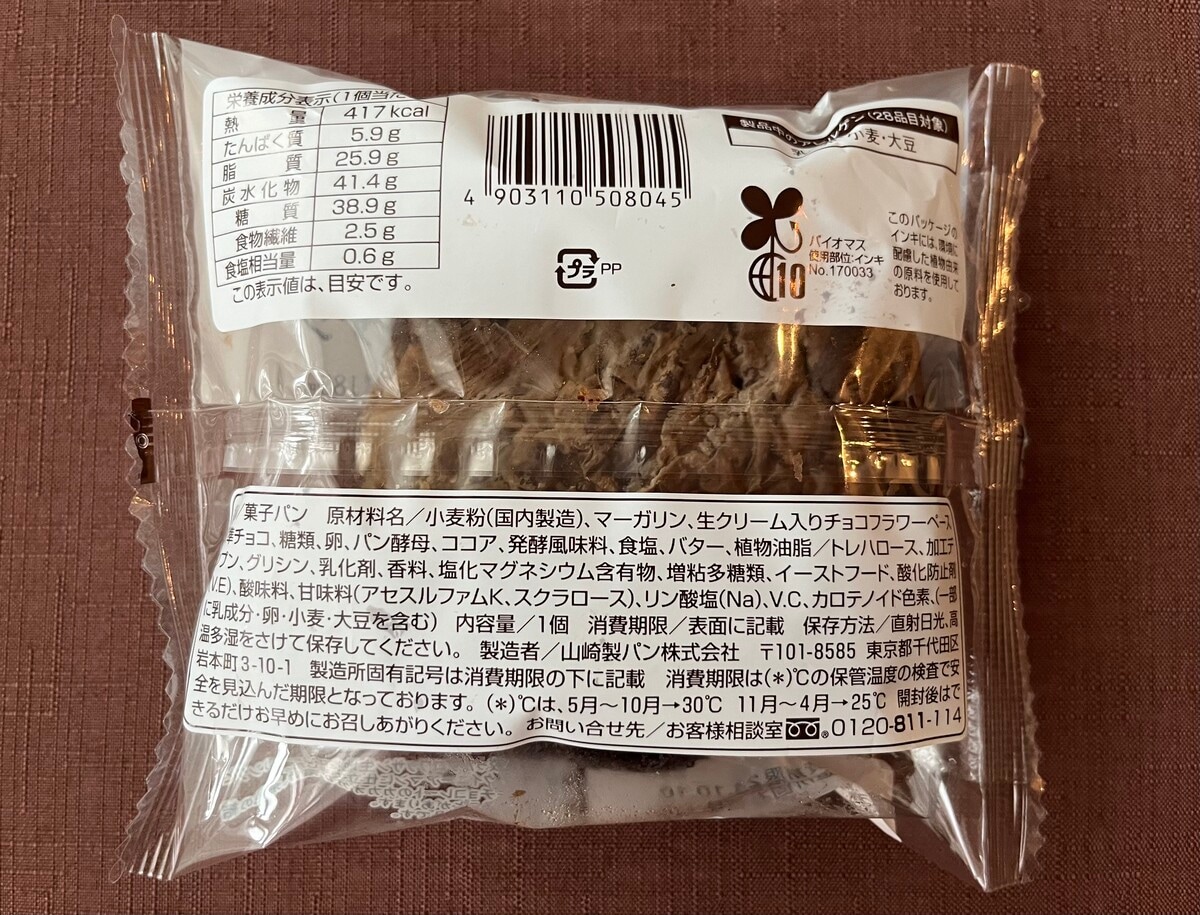 栄養成分表示(1個当た
熱量 417kcal
たんぱく質 5.9g
脂質 25.9g
炭水化物 41.4g
糖質 38.9g
食物繊維 2.5g
食塩相当量 0.6g
この表示値は、目安です。
4 903110 508045
プラ PP
製品中のアレルゲン(28品目対象)
小麦・大豆
バイオマス
使用部位:インキ
No.170033
10
このパッケージの
インキには、環境に
配慮した植物由来
の原料を使用して
おります。
菓子パン 原材料名/小麦粉(国内製造)、マーガリン、生クリーム入りチョコフラワーペース
準チョコ、糖類、卵、パン酵母、ココア、発酵風味料、食塩、バター、植物油脂/トレハロース、加工デ
プン、グリシン、乳化剤、香料、塩化マグネシウム含有物、増粘多糖類、イーストフード、酸化防止剤
(V.E)、酸味料、甘味料(アセスルファムK、スクラロース)、リン酸塩(Na)、V.C、カロテノイド色素、(一部
に乳成分・卵・小麦・大豆を含む) 内容量/1個 消費期限/表面に記載 保存方法/直射日光、高
温多湿をさけて保存してください。 製造者/山崎製パン株式会社 〒101-8585 東京都千代田区
岩本町3-10-1 製造所固有記号は消費期限の下に記載 消費期限は(*)℃の保管温度の検査で安
全を見込んだ期限となっております。(*)℃は、5月~10月→30℃ 11月~4月→25℃ 開封後はで
きるだけお早めにお召しあがりください。 お問い合せ先/お客様相談室 0120-811-114